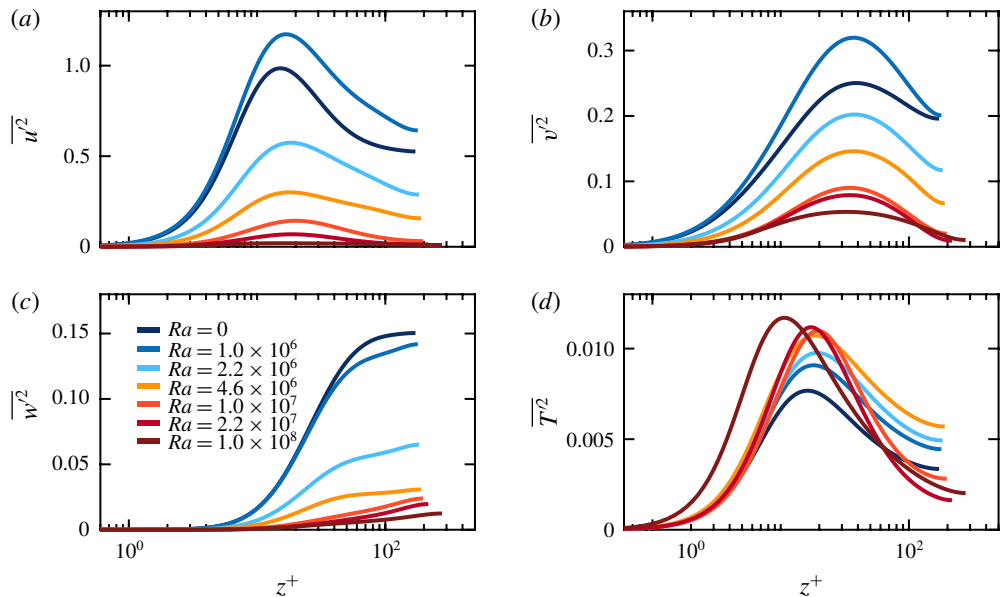 (a)
1.0
0.5
0
u′²
(b)
0.3
0.2
0.1
0
v′²
(c)
0.15
0.10
0.05
0
w′²
Ra = 0
Ra = 1.0 × 10⁶
Ra = 2.2 × 10⁶
Ra = 4.6 × 10⁶
Ra = 1.0 × 10⁷
Ra = 2.2 × 10⁷
Ra = 1.0 × 10⁸
10⁰
10²
z⁺
(d)
0.010
0.005
0
T′²
10⁰
10²
z⁺